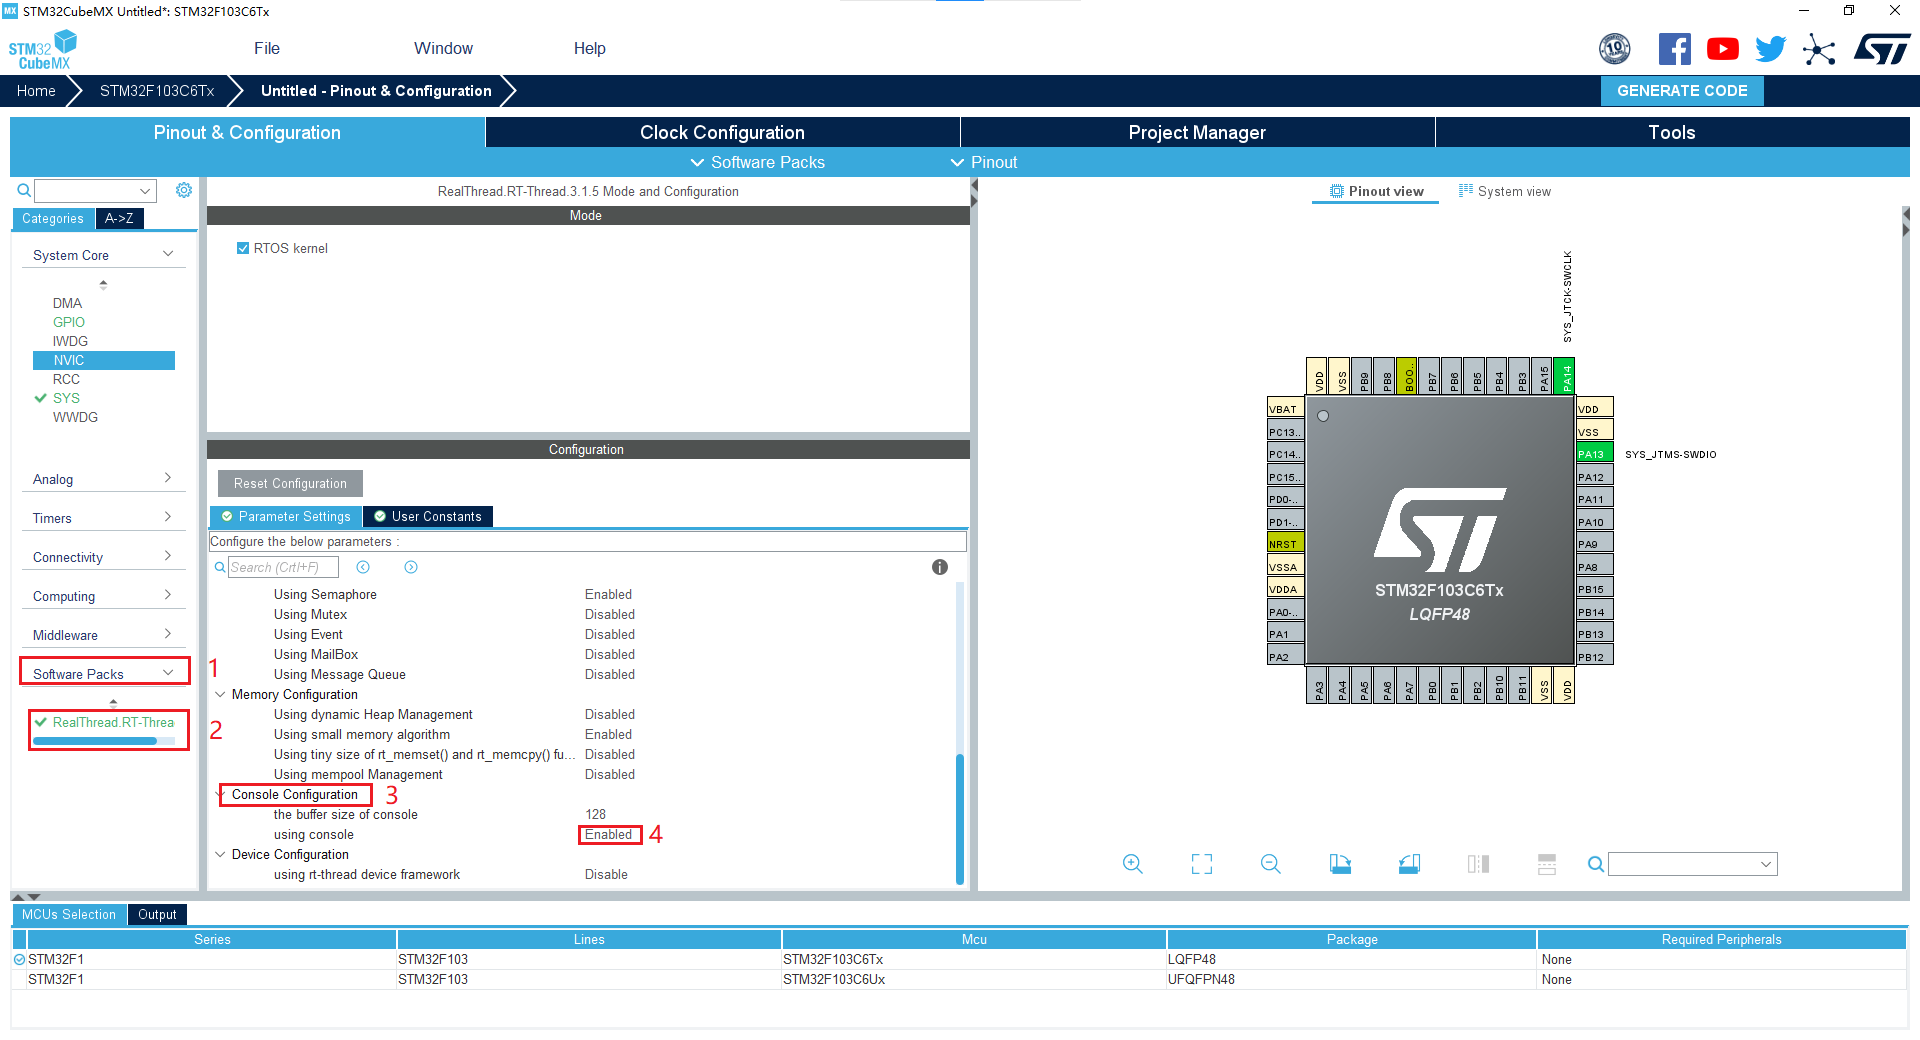 MX STM32CubeMX Untitled*: STM32F103C6Tx
STM32 CubeMX
File Window Help
10
Home STM32F103C6Tx Untitled - Pinout & Configuration GENERATE CODE
Pinout & Configuration Clock Configuration Project Manager Tools
Software Packs Pinout
Categories A->Z
System Core
DMA
GPIO
IWDG
NVIC
RCC
SYS
WWDG
Analog
Timers
Connectivity
Computing
Middleware
Software Packs 1
RealThread.RT-Threa 2
RealThread.RT-Thread.3.1.5 Mode and Configuration
Mode
RTOS kernel
Configuration
Reset Configuration
Parameter Settings User Constants
Configure the below parameters :
Search (Crtl+F)
Using Semaphore Enabled
Using Mutex Disabled
Using Event Disabled
Using MailBox Disabled
Using Message Queue Disabled
Memory Configuration
Using dynamic Heap Management Disabled
Using small memory algorithm Enabled
Using tiny size of rt_memset() and rt_memcpy() fu... Disabled
Using mempool Management Disabled
Console Configuration 3
the buffer size of console 128
using console Enabled 4
Device Configuration
using rt-thread device framework Disable
Pinout view System view
SYS_JTCK-SWCLK
VDD VSS PB9 PB8 BOO.. PB7 PB6 PB5 PB4 PB3 PA15 PA14
VBAT
PC13..
PC14..
PC15..
PD0-..
PD1-..
NRST
VSSA
VDDA
PA0-..
PA1
PA2
ST
STM32F103C6Tx
LQFP48
VDD
VSS
PA13 SYS_JTMS-SWDIO
PA12
PA11
PA10
PA9
PA8
PB15
PB14
PB13
PB12
PA3 PA4 PA5 PA6 PA7 PB0 PB1 PB2 PB10 PB11 VSS VDD
MCUs Selection Output
Series Lines Mcu Package Required Peripherals
STM32F1 STM32F103 STM32F103C6Tx LQFP48 None
STM32F1 STM32F103 STM32F103C6Ux UFQFPN48 None